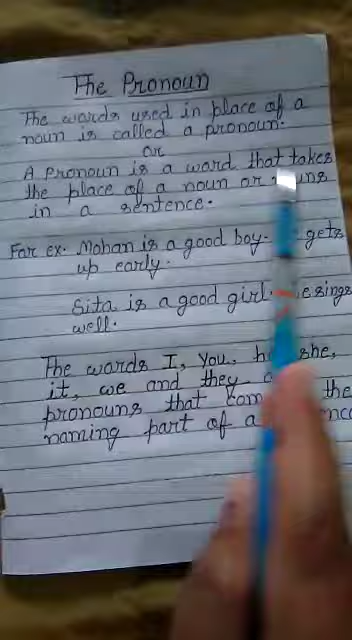 The Pronoun
The words used in place of a
noun is called a pronoun.
or
A pronoun is a word that takes
the place of a noun or
in a sentence.
For ex. Mohan is a good boy. gets
up early.
Sita is a good girl. sings
well.
The words I, You, she,
it, we and they
pronouns that the
naming part of a